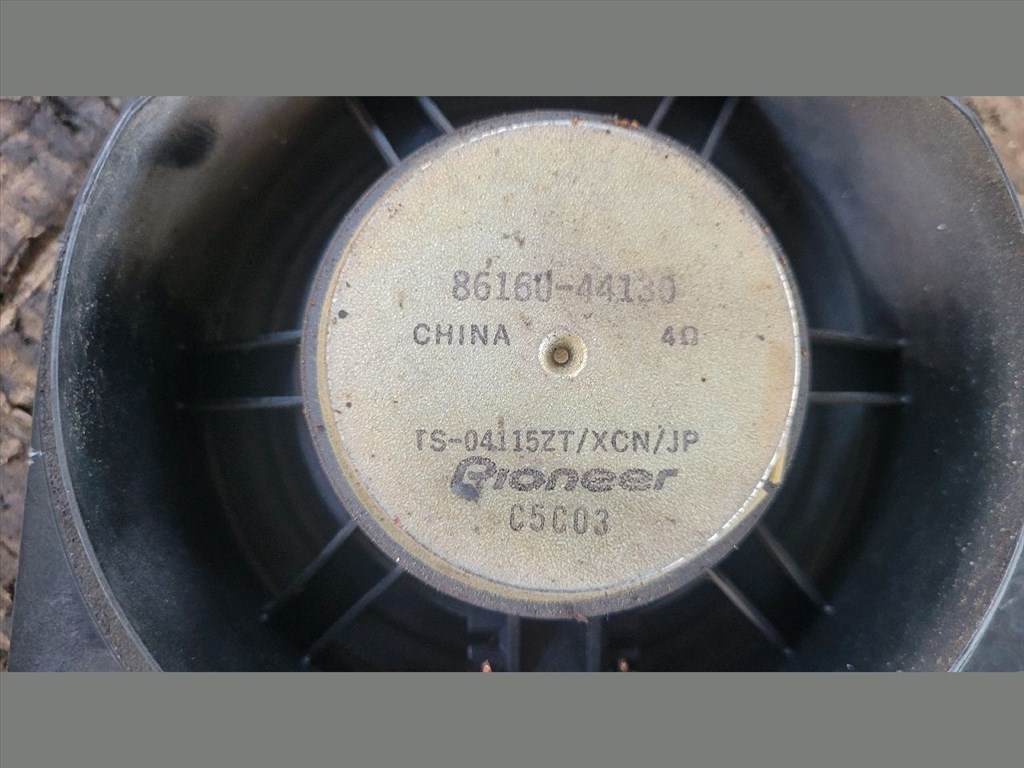 86160-44130
CHINA 4Ω
TS-04115ZT/XCN/JP
Pioneer
C5C03